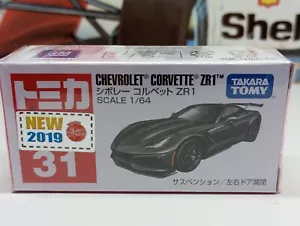 Shell
トミカ
CHEVROLET® CORVETTE® ZR1™
シボレー コルベット ZR1
SCALE 1/64
TAKARA
TOMY
NEW
2019
31
サスペンション／左右ドア開閉